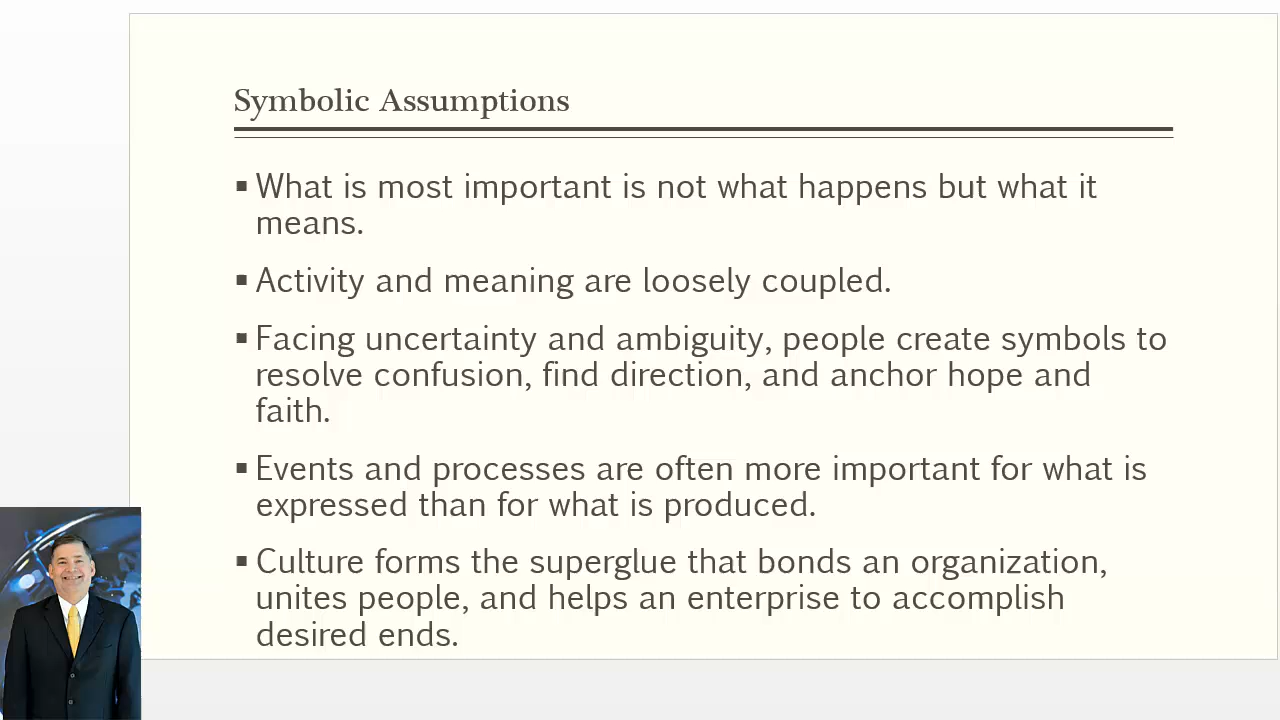 Symbolic Assumptions
▪ What is most important is not what happens but what it
means.
▪ Activity and meaning are loosely coupled.
▪ Facing uncertainty and ambiguity, people create symbols to
resolve confusion, find direction, and anchor hope and
faith.
▪ Events and processes are often more important for what is
expressed than for what is produced.
▪ Culture forms the superglue that bonds an organization,
unites people, and helps an enterprise to accomplish
desired ends.